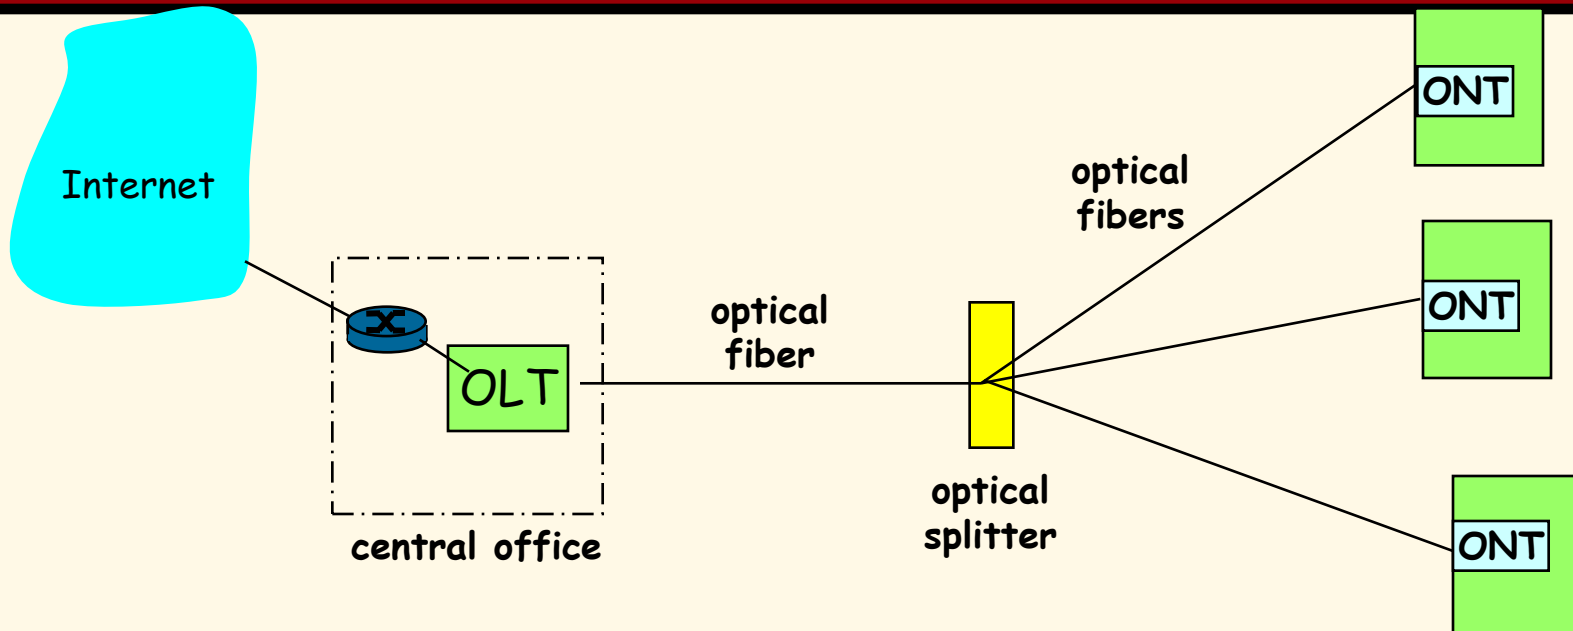 ONT
optical
fibers
Internet
ONT
optical
fiber
OLT
optical
splitter
central office
ONT